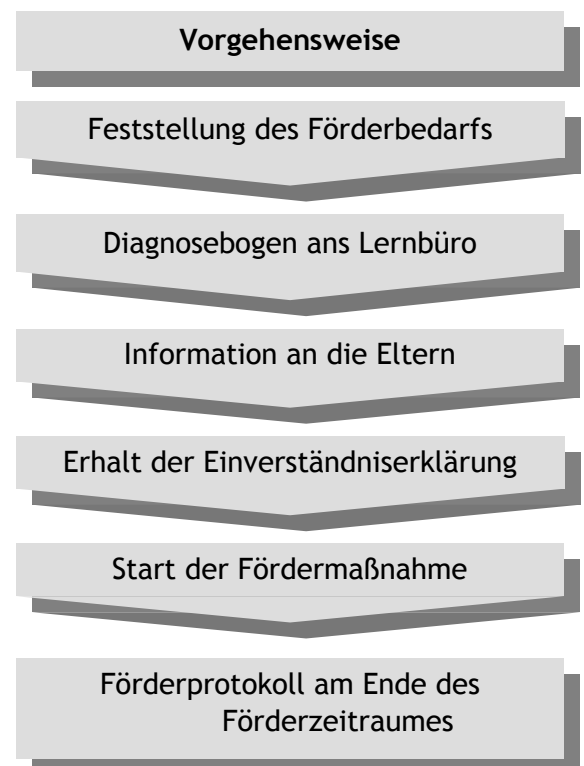 Vorgehensweise
Feststellung des Förderbedarfs
Diagnosebogen ans Lernbüro
Information an die Eltern
Erhalt der Einverständniserklärung
Start der Fördermaßnahme
Förderprotokoll am Ende des
Förderzeitraumes